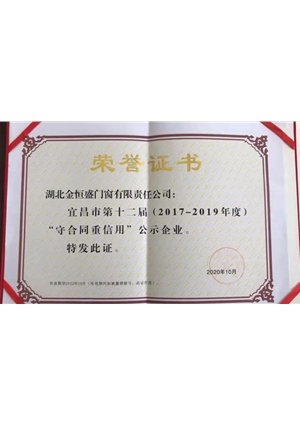 荣誉证书
湖北金恒盛门窗有限责任公司：
宜昌市第十二届（2017-2019年度）
“守合同重信用”公示企业。
特发此证。
2020年10月